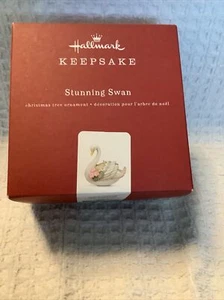 Hallmark
KEEPSAKE
Stunning Swan
christmas tree ornament • décoration pour l'arbre de noël